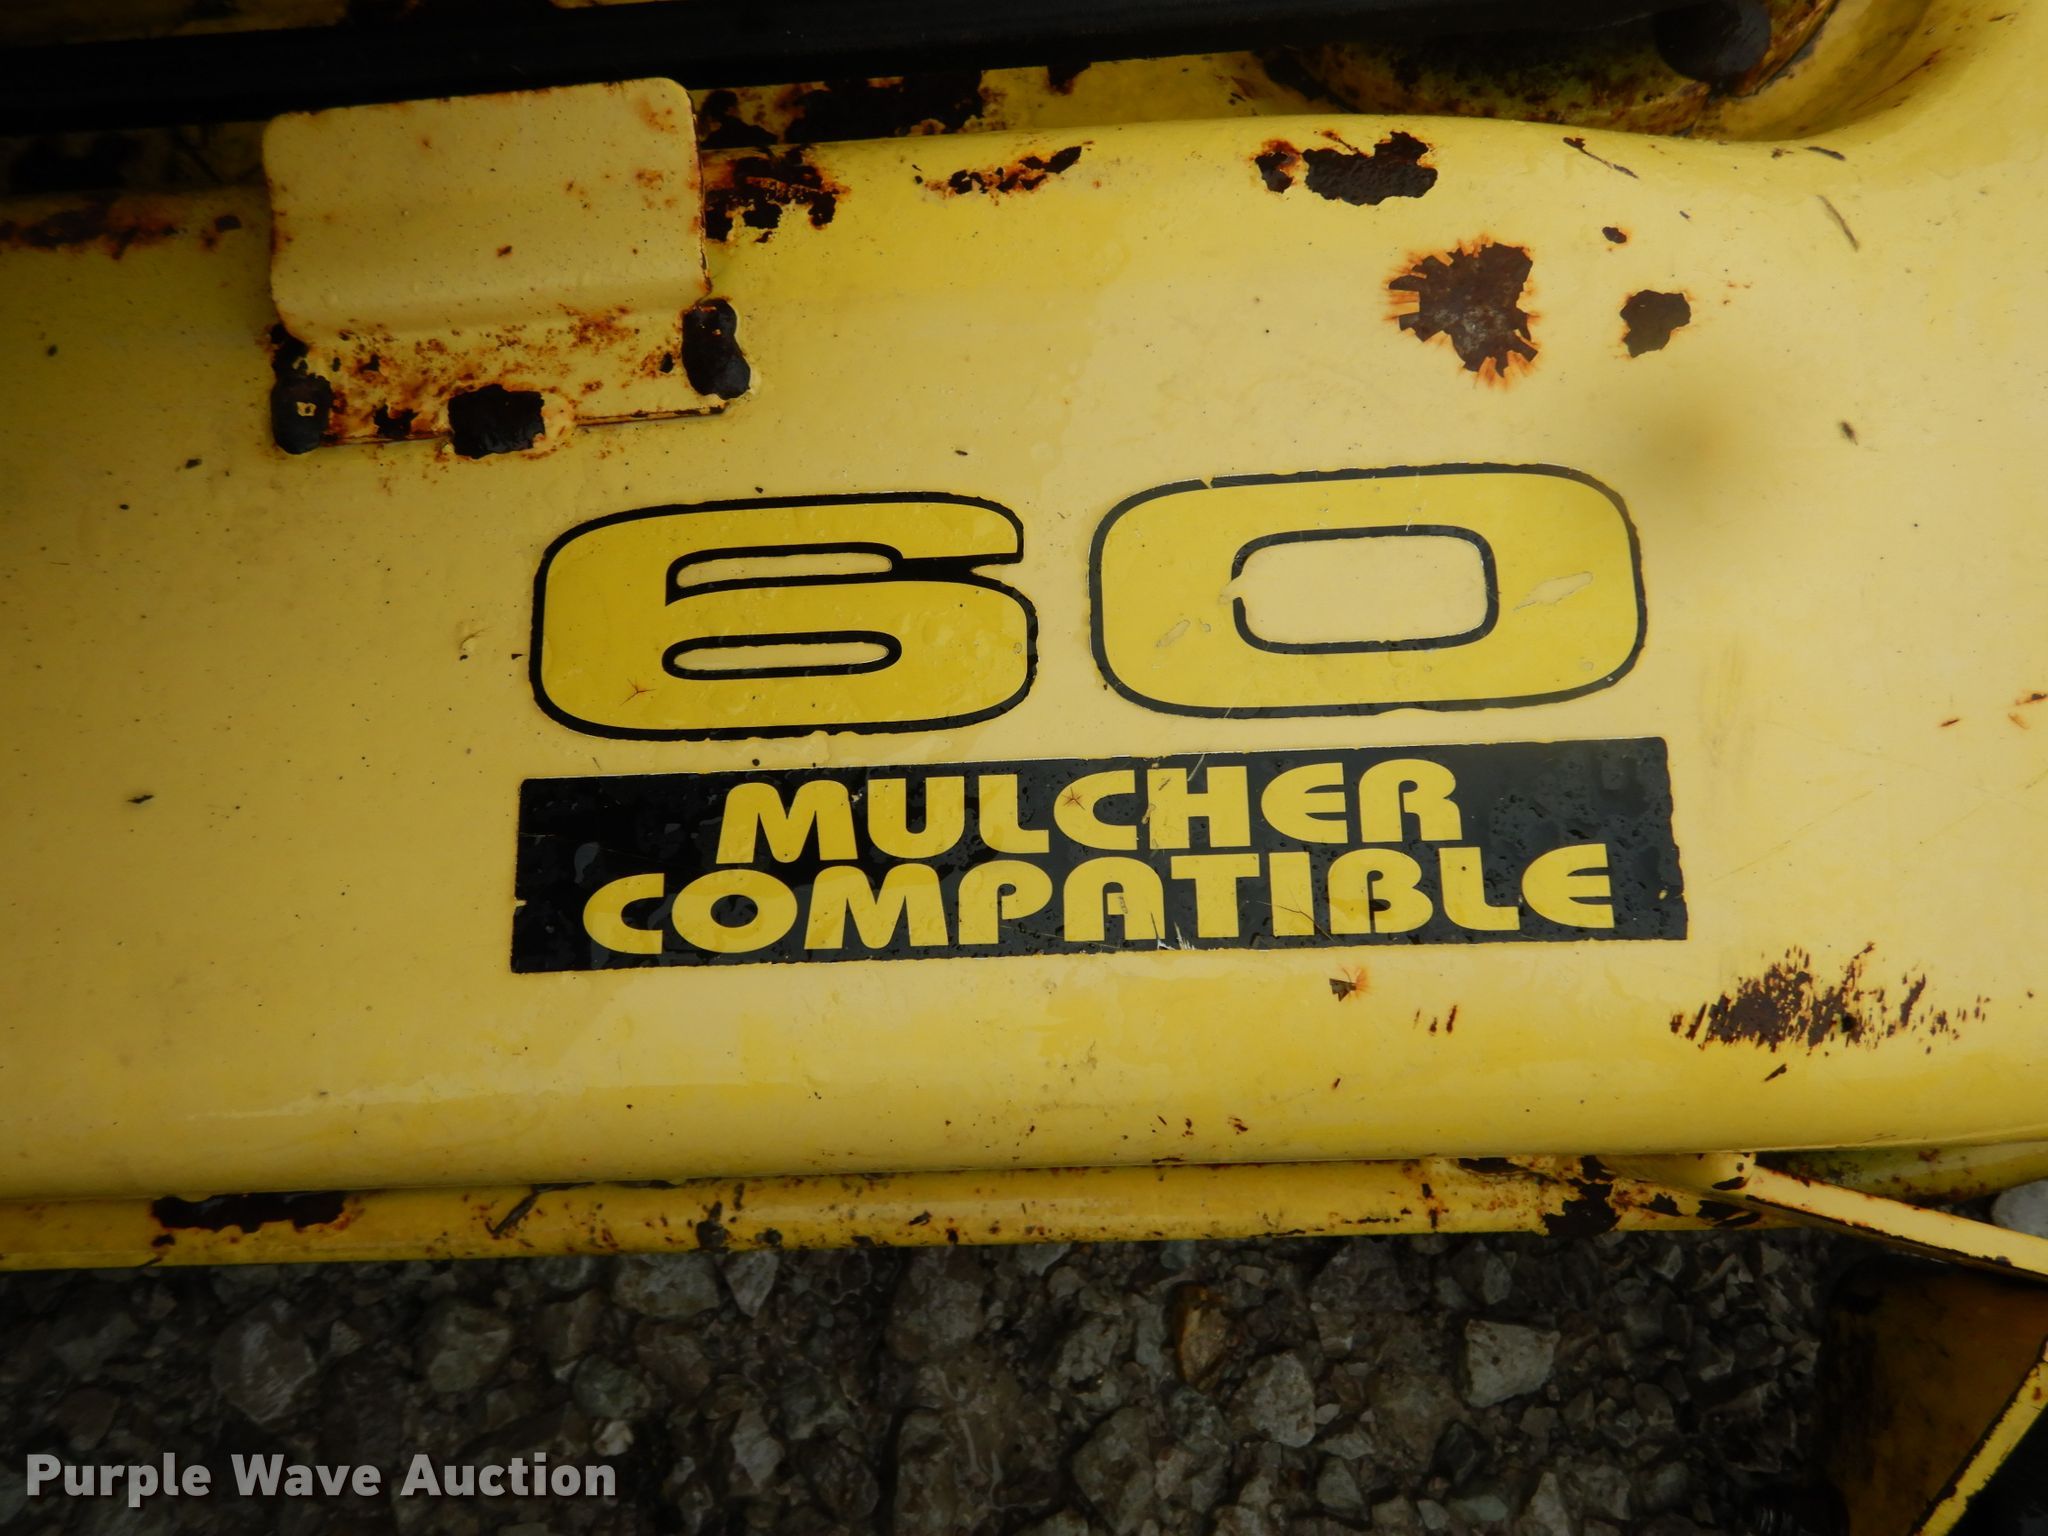 60
MULCHER
COMPATIBLE
Purple Wave Auction